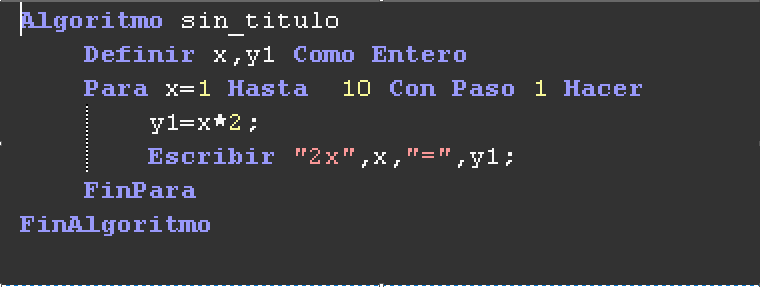 Algoritmo sin_titulo
Definir x,y1 Como Entero
Para x=1 Hasta 10 Con Paso 1 Hacer
y1=x*2;
Escribir "2x",x,"=",y1;
FinPara
FinAlgoritmo